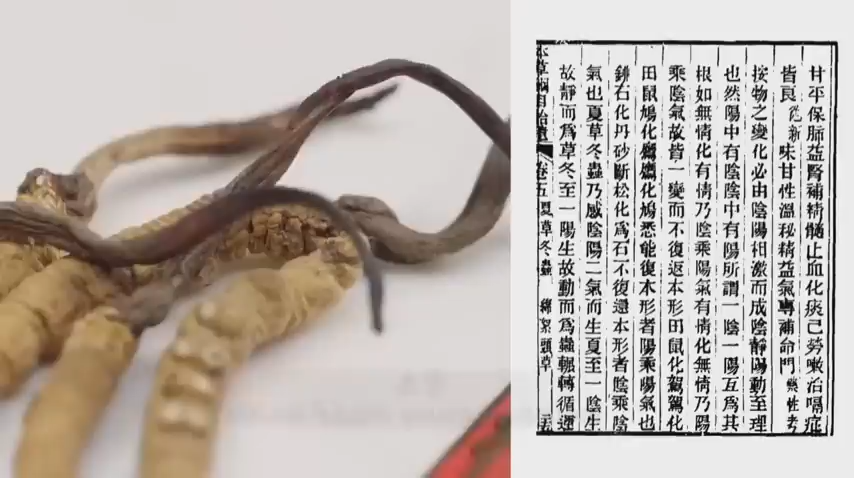 甘平保肺益腎補精髓止血化痰已勞嗽治嗝症
皆良從新味甘性溫秘精益氣專補命門藥性考
按物之變化必由陰陽相激而成陰靜陽動至理
也然陽中有陰陰中有陽所謂一陰一陽互爲其
根如無情化有情乃陰乘陽氣有情化無情乃陽
乘陰氣故皆一變而不復返本形田鼠化鴽鴽化
田鼠鳩化鷹鷹化鳩悉能復本形者陽乘陽氣也
石化丹砂斷松化爲石不復還本形者陰乘陰
氣也夏草冬蟲乃感陰陽二氣而生夏至一陰生
故靜而爲草冬至一陽生故動而爲蟲輾轉循運
本草綱目拾遺 卷五 夏草冬蟲 頭草